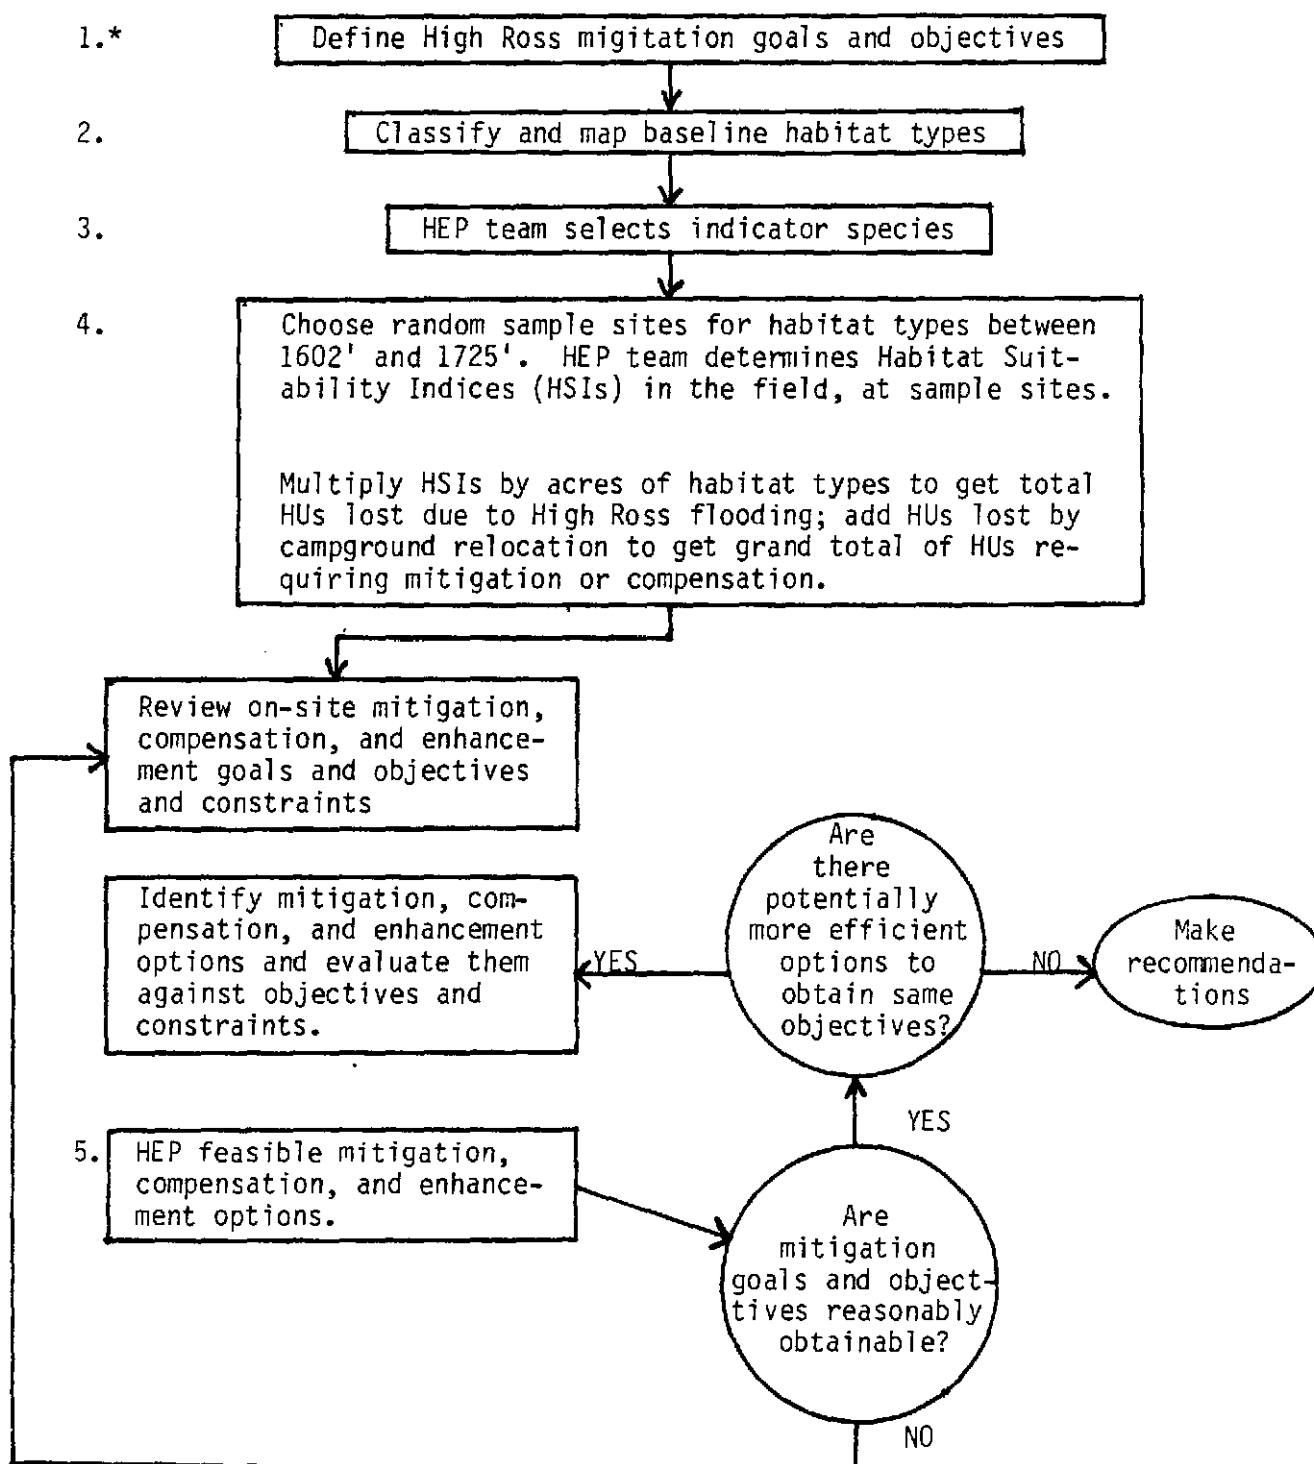 1.* Define High Ross migitation goals and objectives
2. Classify and map baseline habitat types
3. HEP team selects indicator species
4. Choose random sample sites for habitat types between
1602' and 1725'. HEP team determines Habitat Suit-
ability Indices (HSIs) in the field, at sample sites.
Multiply HSIs by acres of habitat types to get total
HUs lost due to High Ross flooding; add HUs lost by
campground relocation to get grand total of HUs re-
quiring mitigation or compensation.
Review on-site mitigation,
compensation, and enhance-
ment goals and objectives
and constraints
Identify mitigation, com-
pensation, and enhancement
options and evaluate them
against objectives and
constraints.
YES
Are
there
potentially
more efficient
options to
obtain same
objectives?
NO
Make
recommenda-
tions
5. HEP feasible mitigation,
compensation, and enhance-
ment options.
YES
Are
mitigation
goals and object-
tives reasonably
obtainable?
NO